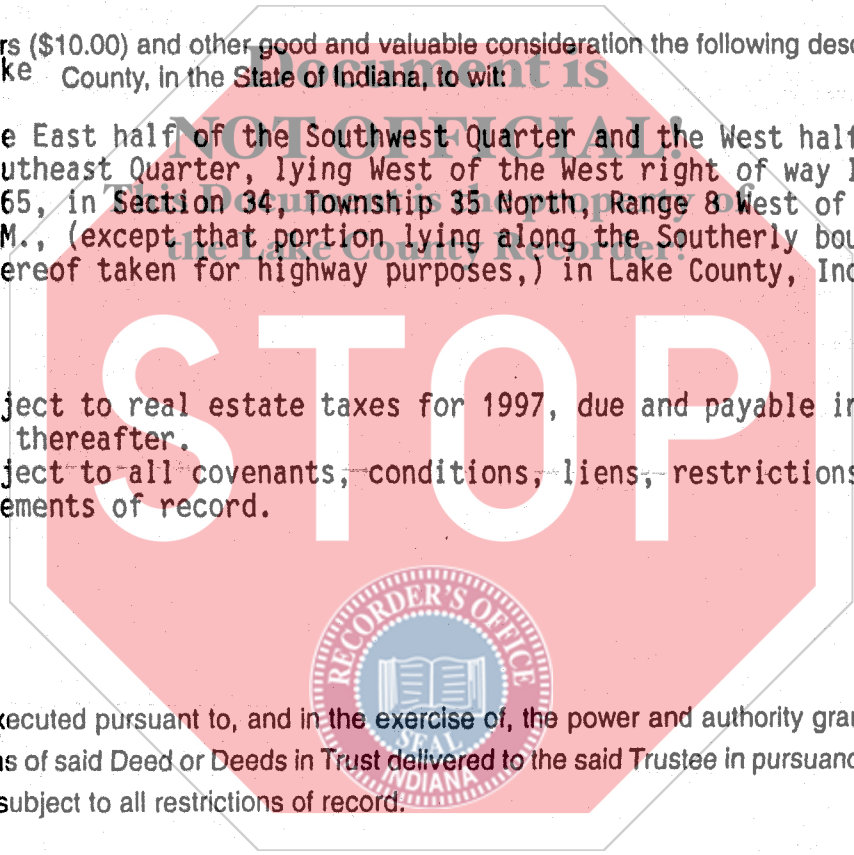 rs ($10.00) and other good and valuable consideration the following desc
ke County, in the State of Indiana, to wit:
Document is
e East half of the Southwest Quarter and the West half
NOT OFFICIAL!
utheast Quarter, lying West of the West right of way l
65, in Section 34, Township 35 North, Range 8 West of
This Document is the property of
M., (except that portion lying along the Southerly bou
the Lake County Recorder!
ereof taken for highway purposes,) in Lake County, Ind
STOP
ject to real estate taxes for 1997, due and payable in
thereafter.
ject to all covenants, conditions, liens, restrictions
ements of record.
RECORDER'S OFFICE
SEAL
INDIANA
xecuted pursuant to, and in the exercise of, the power and authority gran
ns of said Deed or Deeds in Trust delivered to the said Trustee in pursuanc
subject to all restrictions of record.